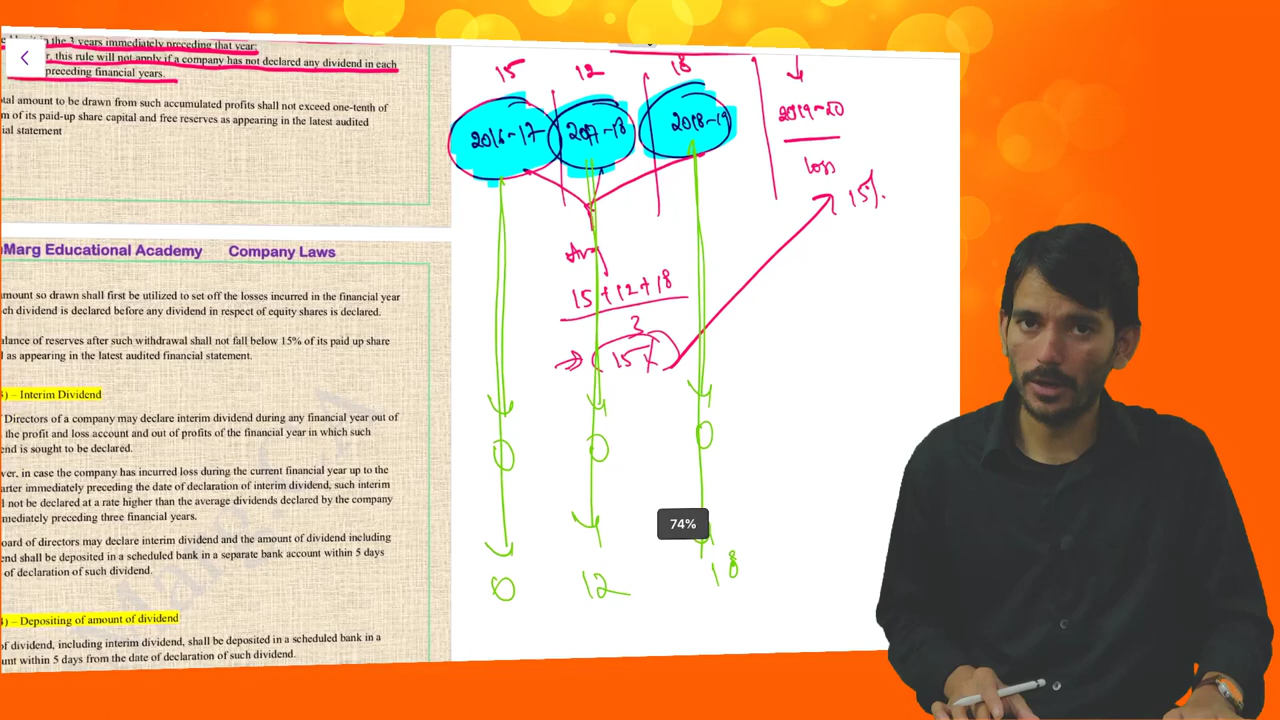 in the 3 years immediately preceding that year:
r, this rule will not apply if a company has not declared any dividend in each
preceding financial years.
tal amount to be drawn from such accumulated profits shall not exceed one-tenth of
m of its paid-up share capital and free reserves as appearing in the latest audited
ial statement
Marg Educational Academy Company Laws
mount so drawn shall first be utilized to set off the losses incurred in the financial year
ch dividend is declared before any dividend in respect of equity shares is declared.
alance of reserves after such withdrawal shall not fall below 15% of its paid up share
as appearing in the latest audited financial statement.
) – Interim Dividend
Directors of a company may declare interim dividend during any financial year out of
the profit and loss account and out of profits of the financial year in which such
end is sought to be declared.
ver, in case the company has incurred loss during the current financial year up to the
arter immediately preceding the date of declaration of interim dividend, such interim
l not be declared at a rate higher than the average dividends declared by the company
mediately preceding three financial years.
oard of directors may declare interim dividend and the amount of dividend including
end shall be deposited in a scheduled bank in a separate bank account within 5 days
of declaration of such dividend.
) – Depositing of amount of dividend
of dividend, including interim dividend, shall be deposited in a scheduled bank in a
unt within 5 days from the date of declaration of such dividend.
15 12 18
2016-17 2017-18 2018-19 2019-20
loss
15%.
Avg
15+12+18
3
15%
0 0 0
74%
0 12 18